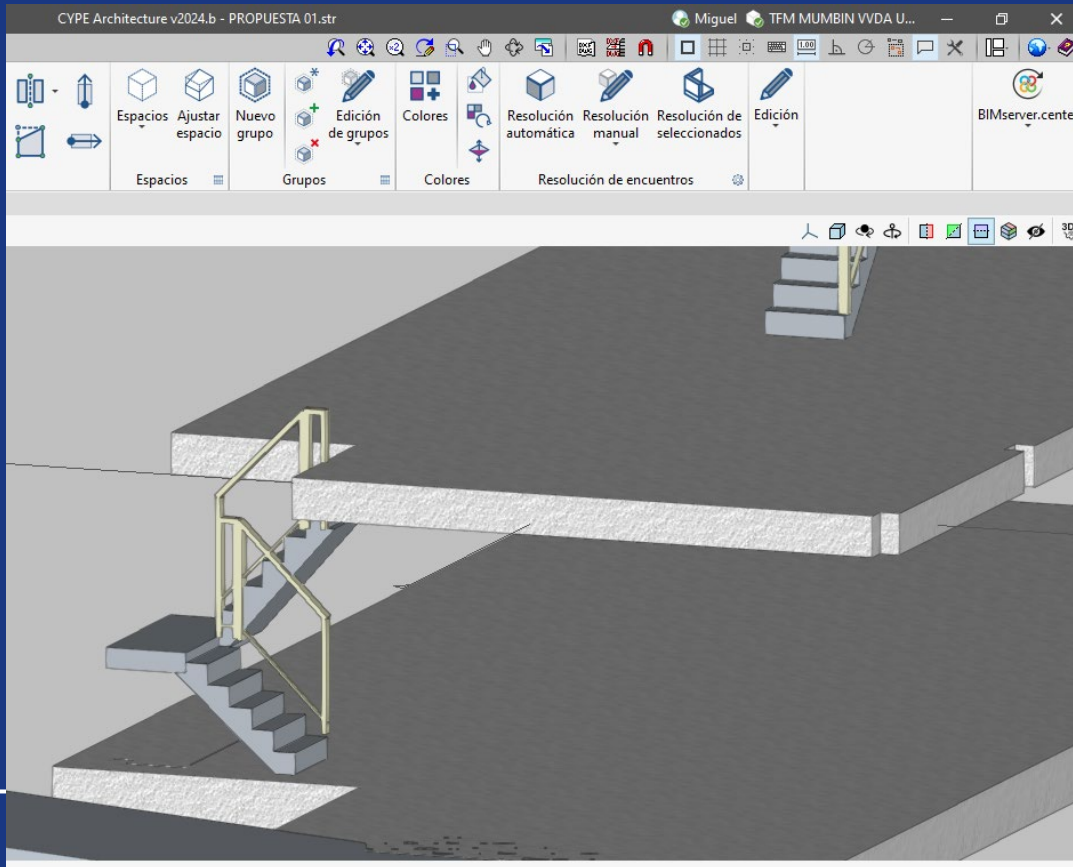 CYPE Architecture v2024.b - PROPUESTA 01.str
Miguel
TFM MUMBIN VVDA U...
1.00
Espacios
Ajustar
espacio
Nuevo
grupo
Edición
de grupos
Colores
Resolución
automática
Resolución
manual
Resolución de
seleccionados
Edición
BIMserver.cente
Espacios
Grupos
Colores
Resolución de encuentros
3D